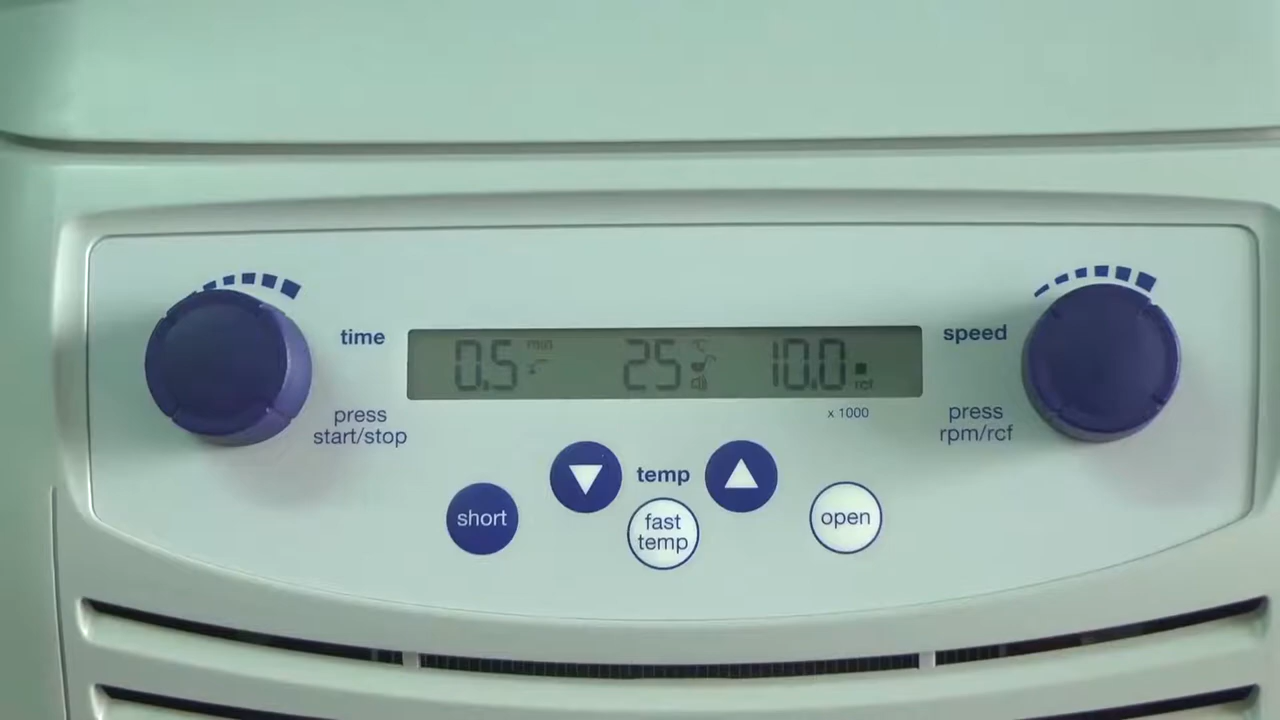 time
press
start/stop
0.5 min
25 °C
10.0 rcf
x 1000
speed
press
rpm/rcf
temp
short
fast
temp
open